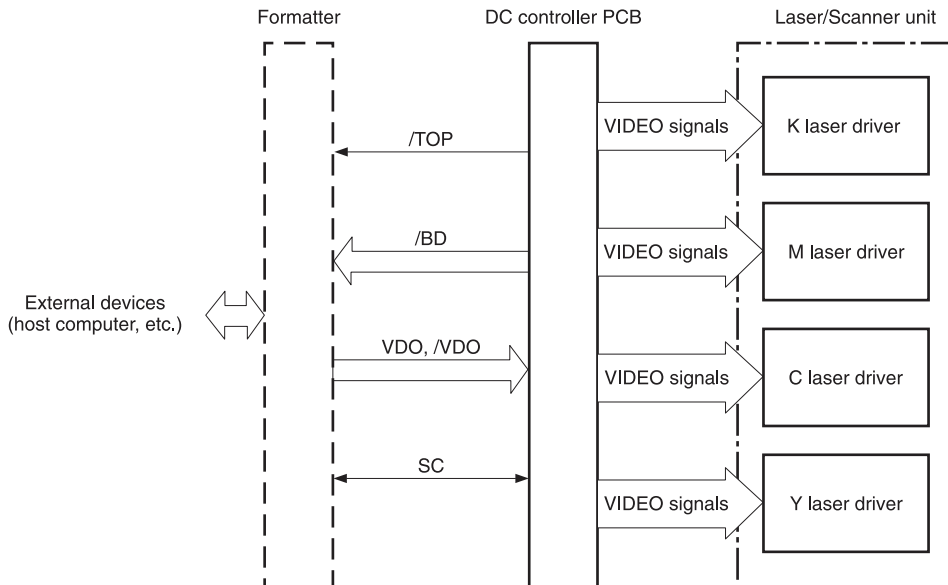 Formatter
DC controller PCB
Laser/Scanner unit
VIDEO signals
K laser driver
/TOP
/BD
VIDEO signals
M laser driver
External devices
(host computer, etc.)
VDO, /VDO
VIDEO signals
C laser driver
SC
VIDEO signals
Y laser driver